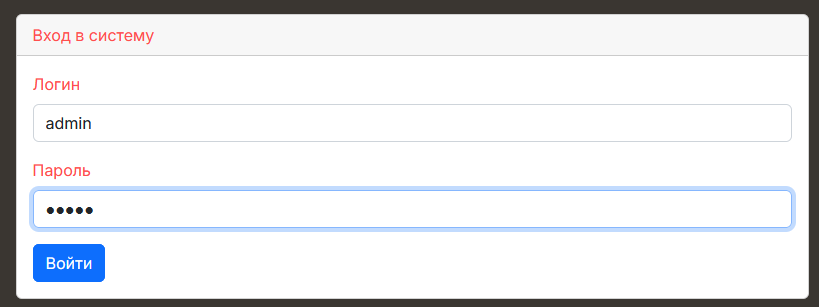 Вход в систему
Логин
admin
Пароль
•••••
Войти